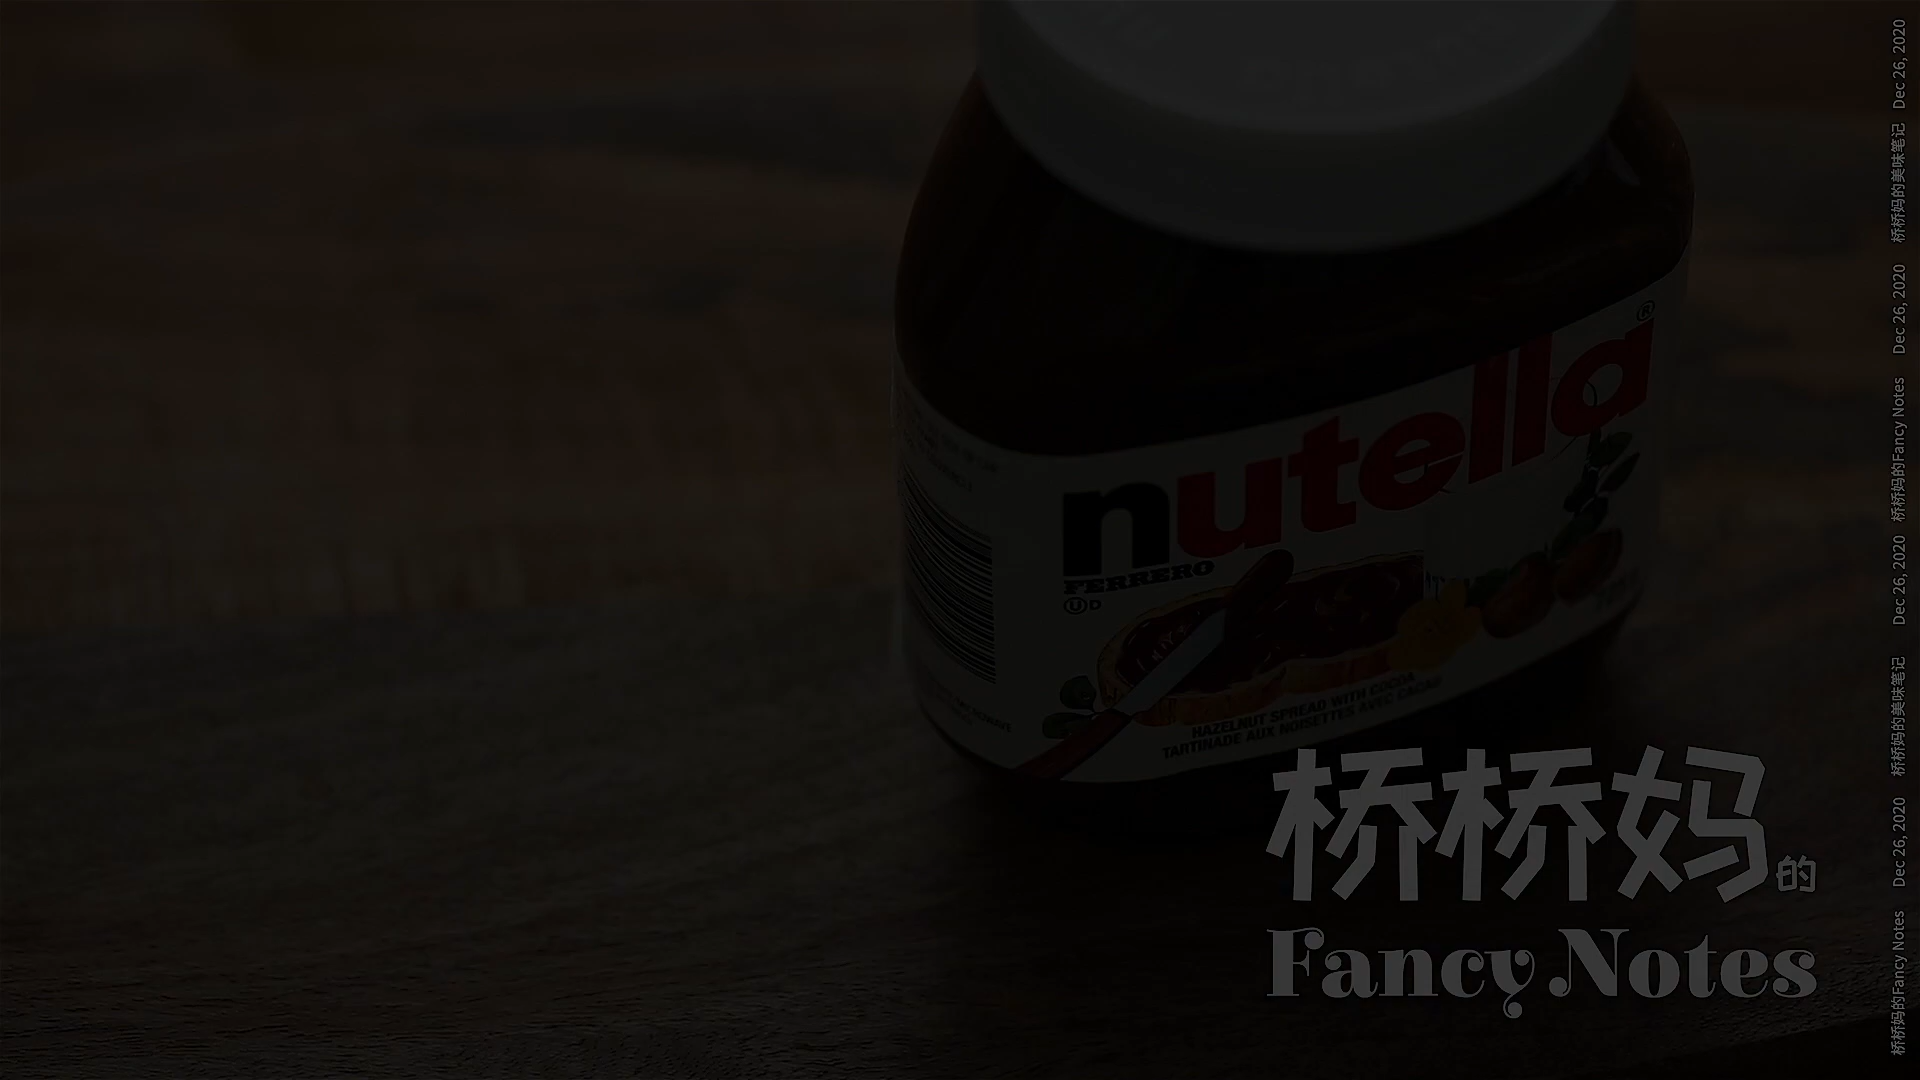 nutella®
FERRERO
U D
HAZELNUT SPREAD WITH COCOA
TARTINADE AUX NOISETTES AVEC CACAO
桥桥妈的
Fancy Notes
桥桥妈的Fancy Notes Dec 26, 2020 桥桥妈的美味笔记 Dec 26, 2020 桥桥妈的Fancy Notes Dec 26, 2020 桥桥妈的美味笔记 Dec 26, 2020